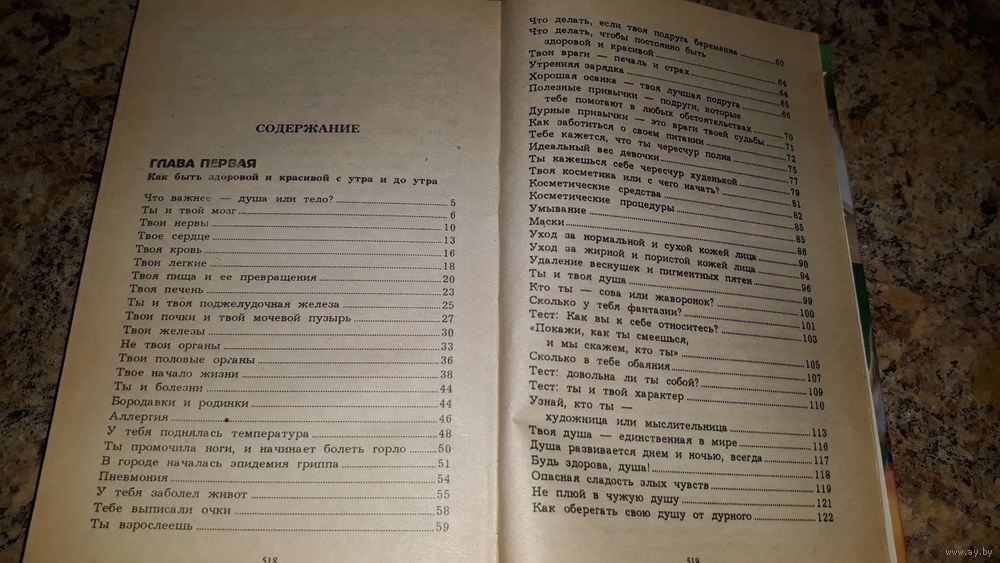 СОДЕРЖАНИЕ
ГЛАВА ПЕРВАЯ
Как быть здоровой и красивой с утра и до утра
Что важнее — душа или тело? 5
Ты и твой мозг 6
Твои нервы 10
Твое сердце 13
Твоя кровь 16
Твои легкие 18
Твоя пища и ее превращения 20
Твоя печень 23
Ты и твоя поджелудочная железа 25
Твои почки и твой мочевой пузырь 27
Твои железы 30
Не твои органы 33
Твои половые органы 36
Твое начало жизни 38
Ты и болезни 44
Бородавки и родинки 44
Аллергия 46
У тебя поднялась температура 48
Ты промочила ноги, и начинает болеть горло 50
В городе началась эпидемия гриппа 51
Пневмония 54
У тебя заболел живот 55
Тебе выписали очки 58
Ты взрослеешь 59
518
Что делать, если твоя подруга беременна
Что делать, чтобы постоянно быть
здоровой и красивой 60
Твои враги — печаль и страх
Утренняя зарядка 64
Хорошая осанка — твоя лучшая подруга 64
Полезные привычки — подруги, которые 65
тебе помогают в любых обстоятельствах 66
Дурные привычки — это враги твоей судьбы
Как заботиться о своем питании 70
Тебе кажется, что ты чересчур полна 71
Идеальный вес девочки 72
Ты кажешься себе чересчур худенькой 75
Твоя косметика или с чего начать? 77
Косметические средства 79
Косметические процедуры 81
Умывание 82
Маски 85
Уход за нормальной и сухой кожей лица 85
Уход за жирной и пористой кожей лица 86
Удаление веснушек и пигментных пятен 90
Ты и твоя душа 94
Кто ты — сова или жаворонок? 96
Сколько у тебя фантазии? 99
Тест: Как вы к себе относитесь? 100
«Покажи, как ты смеешься, 101
и мы скажем, кто ты» 103
Сколько в тебе обаяния 105
Тест: довольна ли ты собой? 107
Тест: ты и твой характер 109
Узнай, кто ты — 110
художница или мыслительница
Твоя душа — единственная в мире 113
Душа развивается днем и ночью, всегда 116
Будь здорова, душа! 117
Опасная сладость злых чувств 118
Не плюй в чужую душу 119
Как оберегать свою душу от дурного 121
122
519
www.ay.by